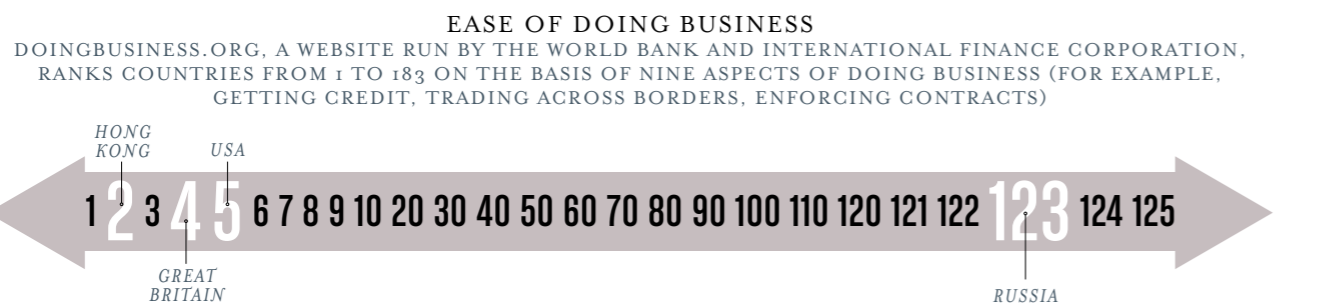 EASE OF DOING BUSINESS
DOINGBUSINESS.ORG, A WEBSITE RUN BY THE WORLD BANK AND INTERNATIONAL FINANCE CORPORATION,
RANKS COUNTRIES FROM 1 TO 183 ON THE BASIS OF NINE ASPECTS OF DOING BUSINESS (FOR EXAMPLE,
GETTING CREDIT, TRADING ACROSS BORDERS, ENFORCING CONTRACTS)
HONG
KONG
USA
1 2 3 4 5 6 7 8 9 10 20 30 40 50 60 70 80 90 100 110 120 121 122 123 124 125
GREAT
BRITAIN
RUSSIA